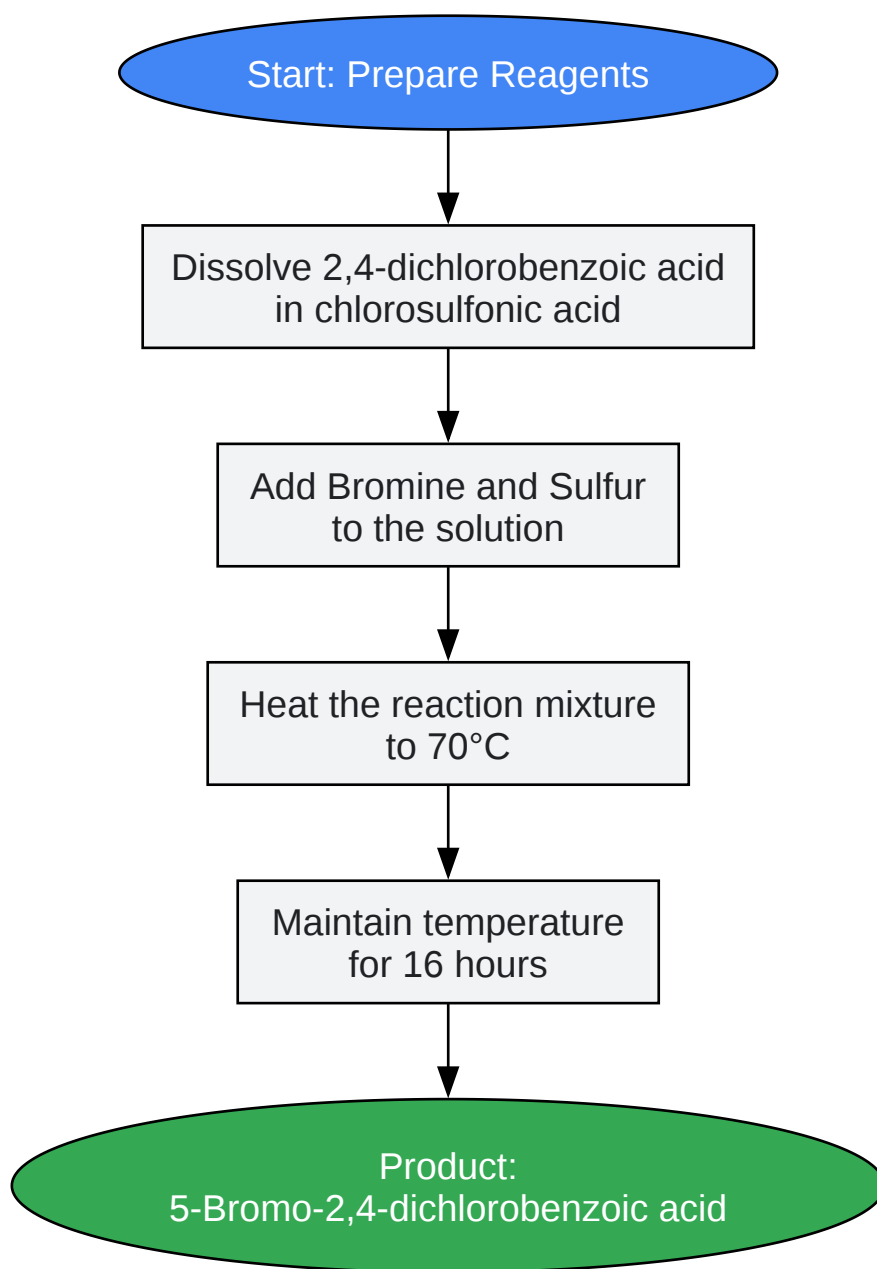 Start: Prepare Reagents
Dissolve 2,4-dichlorobenzoic acid
in chlorosulfonic acid
Add Bromine and Sulfur
to the solution
Heat the reaction mixture
to 70°C
Maintain temperature
for 16 hours
Product:
5-Bromo-2,4-dichlorobenzoic acid